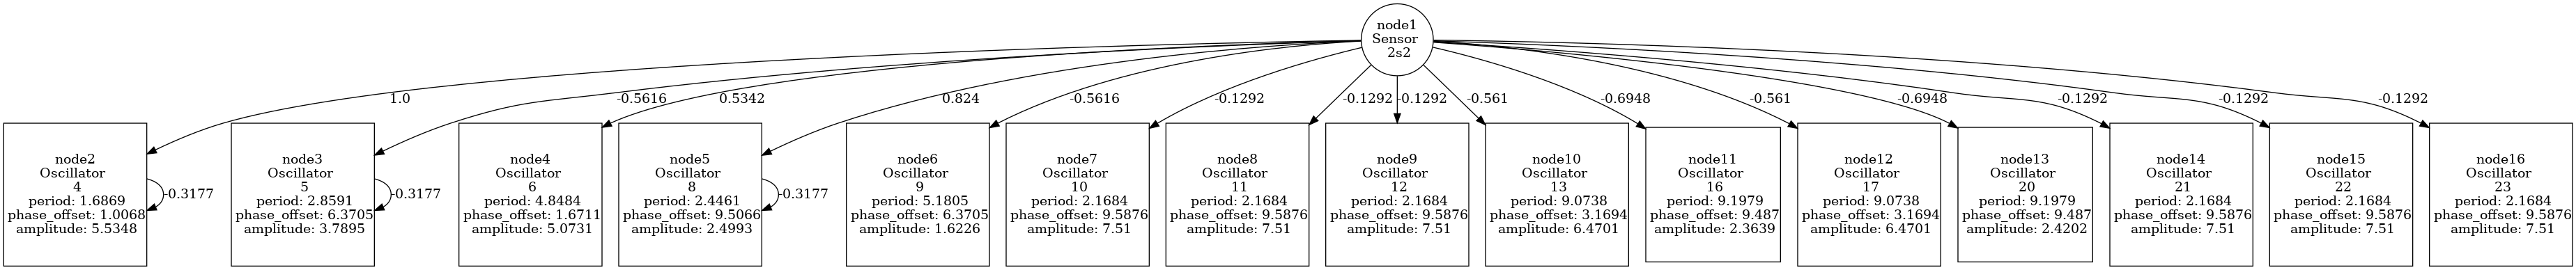 node1
Sensor
2s2
1.0
-0.5616
0.5342
0.824
-0.5616
-0.1292
-0.1292
-0.1292
-0.561
-0.6948
-0.561
-0.6948
-0.1292
-0.1292
-0.1292
node2
Oscillator
4
period: 1.6869
phase_offset: 1.0068
amplitude: 5.5348
-0.3177
node3
Oscillator
5
period: 2.8591
phase_offset: 6.3705
amplitude: 3.7895
-0.3177
node4
Oscillator
6
period: 4.8484
phase_offset: 1.6711
amplitude: 5.0731
node5
Oscillator
8
period: 2.4461
phase_offset: 9.5066
amplitude: 2.4993
-0.3177
node6
Oscillator
9
period: 5.1805
phase_offset: 6.3705
amplitude: 1.6226
node7
Oscillator
10
period: 2.1684
phase_offset: 9.5876
amplitude: 7.51
node8
Oscillator
11
period: 2.1684
phase_offset: 9.5876
amplitude: 7.51
node9
Oscillator
12
period: 2.1684
phase_offset: 9.5876
amplitude: 7.51
node10
Oscillator
13
period: 9.0738
phase_offset: 3.1694
amplitude: 6.4701
node11
Oscillator
16
period: 9.1979
phase_offset: 9.487
amplitude: 2.3639
node12
Oscillator
17
period: 9.0738
phase_offset: 3.1694
amplitude: 6.4701
node13
Oscillator
20
period: 9.1979
phase_offset: 9.487
amplitude: 2.4202
node14
Oscillator
21
period: 2.1684
phase_offset: 9.5876
amplitude: 7.51
node15
Oscillator
22
period: 2.1684
phase_offset: 9.5876
amplitude: 7.51
node16
Oscillator
23
period: 2.1684
phase_offset: 9.5876
amplitude: 7.51